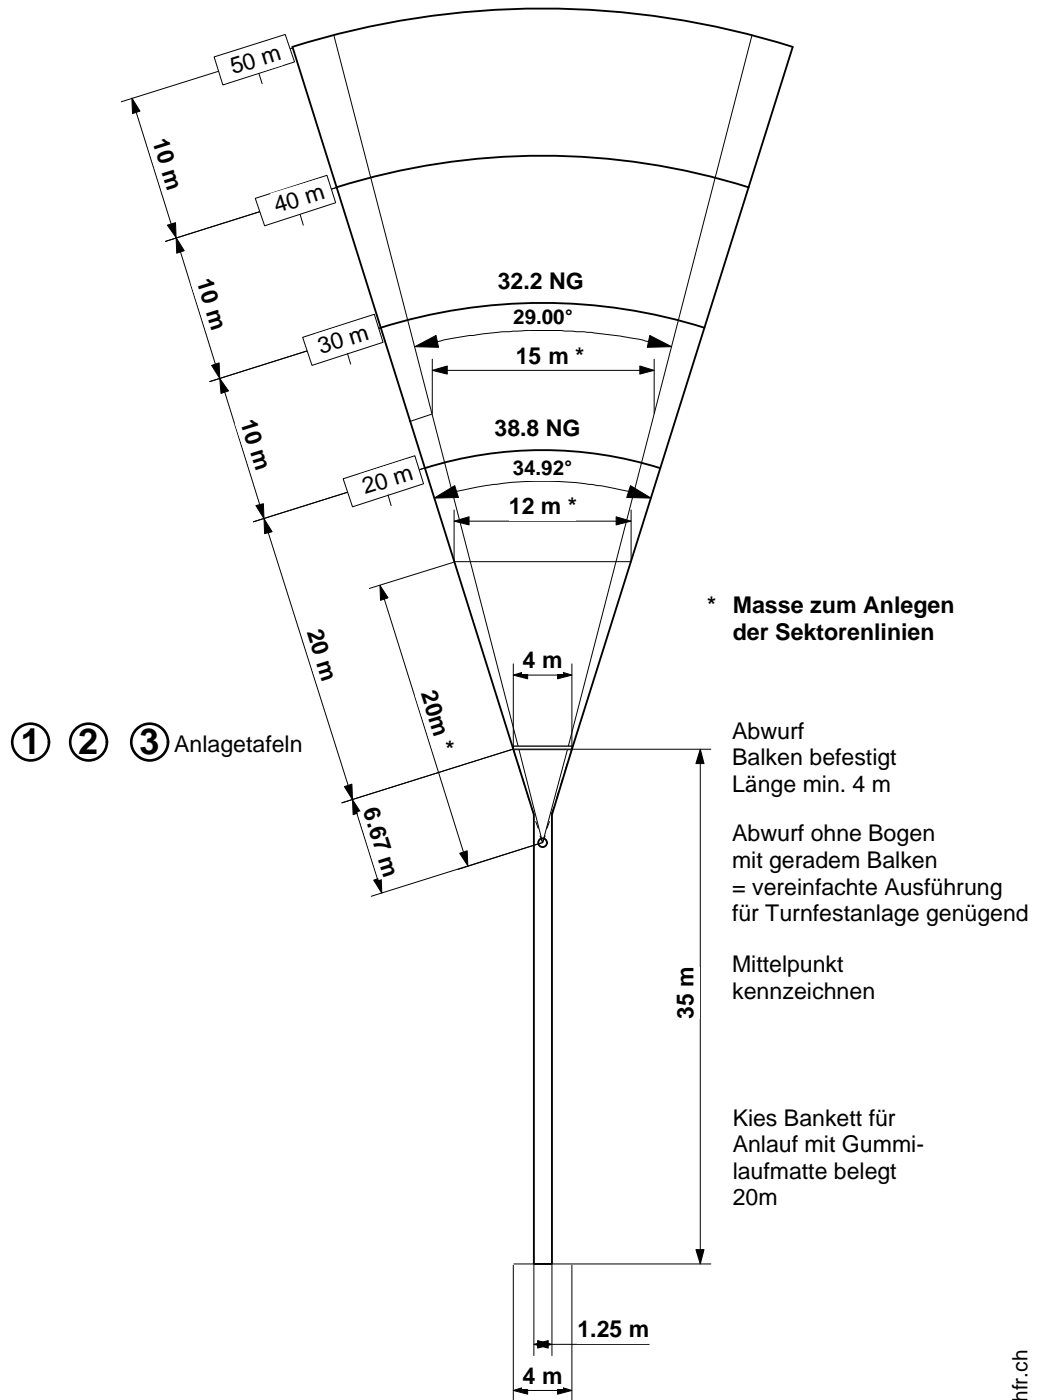 50 m
10 m
40 m
10 m
32.2 NG
29.00°
30 m
15 m *
10 m
38.8 NG
20 m
34.92°
12 m *
* Masse zum Anlegen
der Sektorenlinien
20 m
4 m
20m *
1 2 3 Anlagetafeln
Abwurf
Balken befestigt
Länge min. 4 m
6.67 m
Abwurf ohne Bogen
mit geradem Balken
= vereinfachte Ausführung
für Turnfestanlage genügend
Mittelpunkt
kennzeichnen
35 m
Kies Bankett für
Anlauf mit Gummi-
laufmatte belegt
20m
1.25 m
4 m
hfr.ch